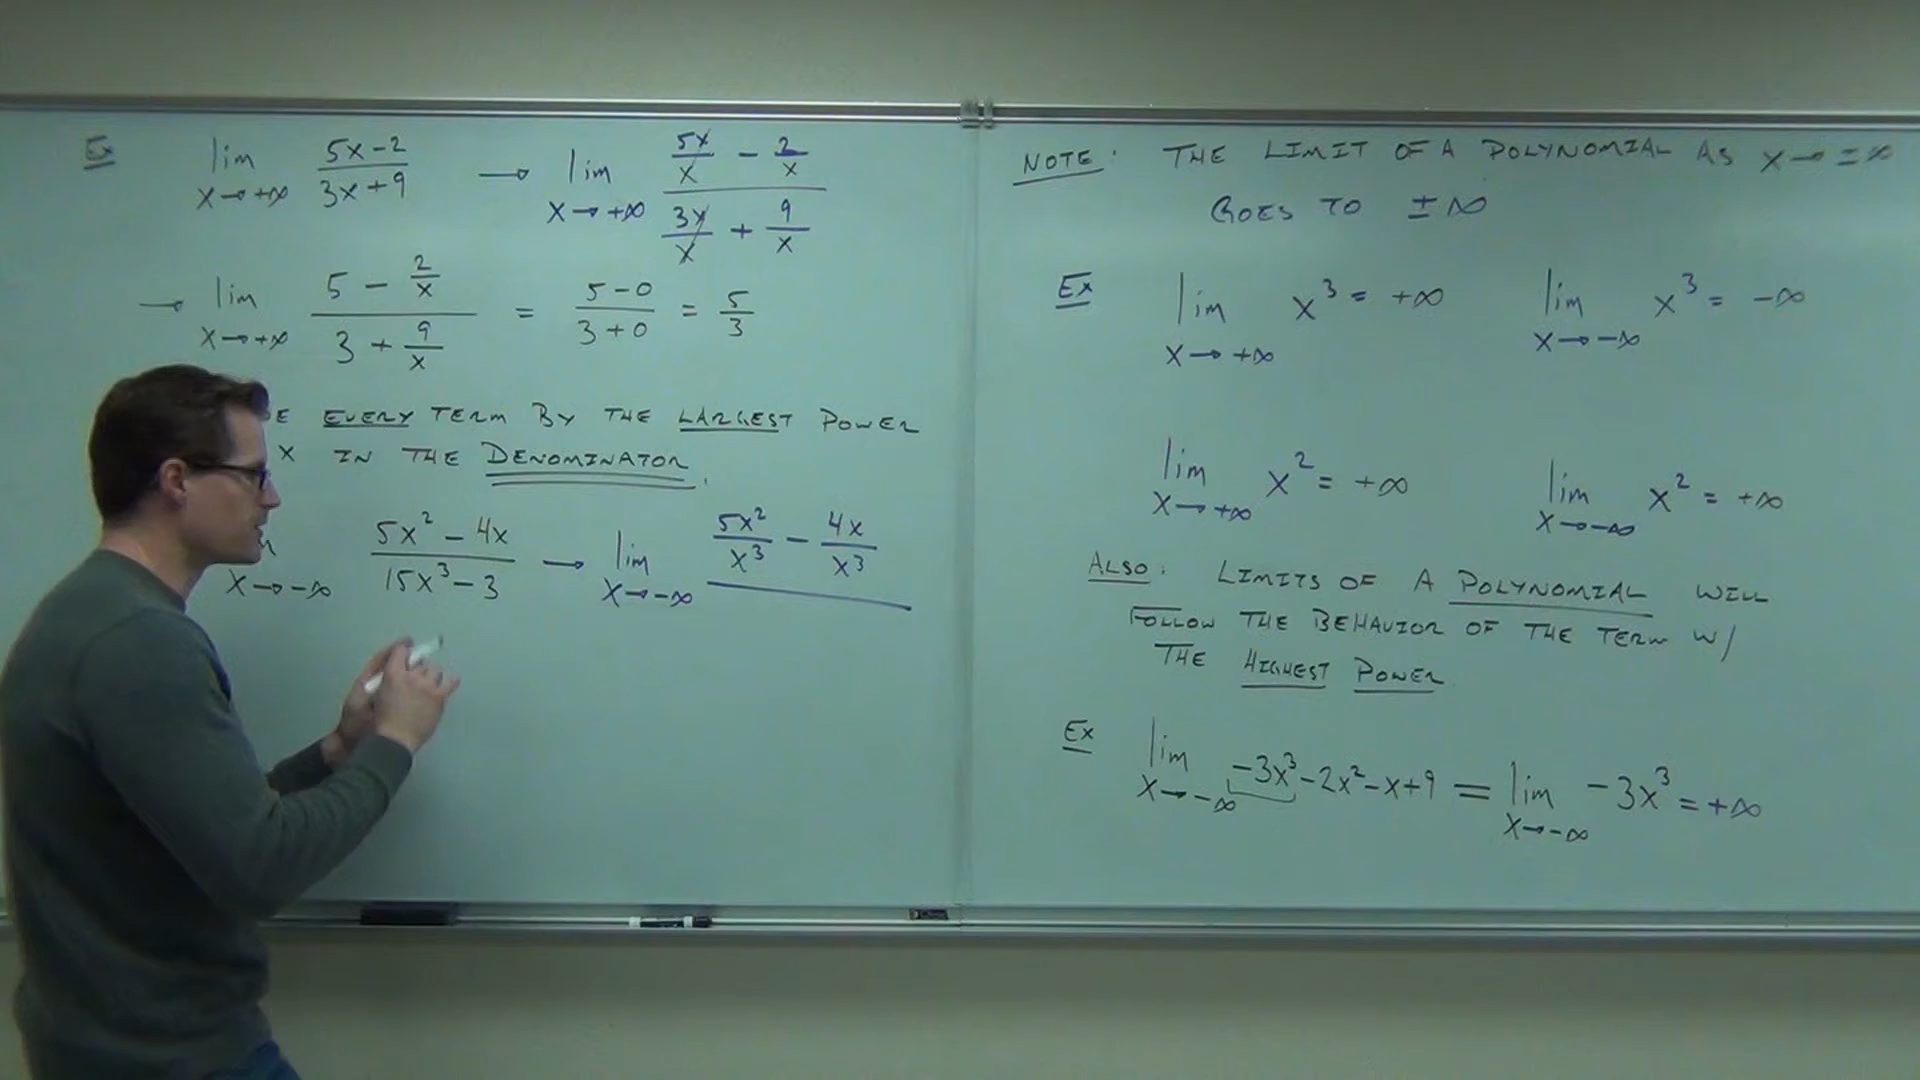 Ex lim x→+∞ (5x-2)/(3x+9) → lim x→+∞ (5x/x - 2/x)/(3x/x + 9/x)
→ lim x→+∞ (5 - 2/x)/(3 + 9/x) = (5-0)/(3+0) = 5/3
E EVERY TERM BY THE LARGEST POWER
X IN THE DENOMINATOR.
x→-∞ (5x² - 4x)/(15x³ - 3) → lim x→-∞ 5x²/x³ - 4x/x³
NOTE: THE LIMIT OF A POLYNOMIAL AS X→±∞
GOES TO ±∞
Ex lim x→+∞ x³ = +∞ lim x→-∞ x³ = -∞
lim x→+∞ x² = +∞ lim x→-∞ x² = +∞
ALSO: LIMITS OF A POLYNOMIAL WILL
FOLLOW THE BEHAVIOR OF THE TERM W/
THE HIGHEST POWER.
Ex lim x→-∞ -3x³-2x²-x+9 = lim x→-∞ -3x³ = +∞